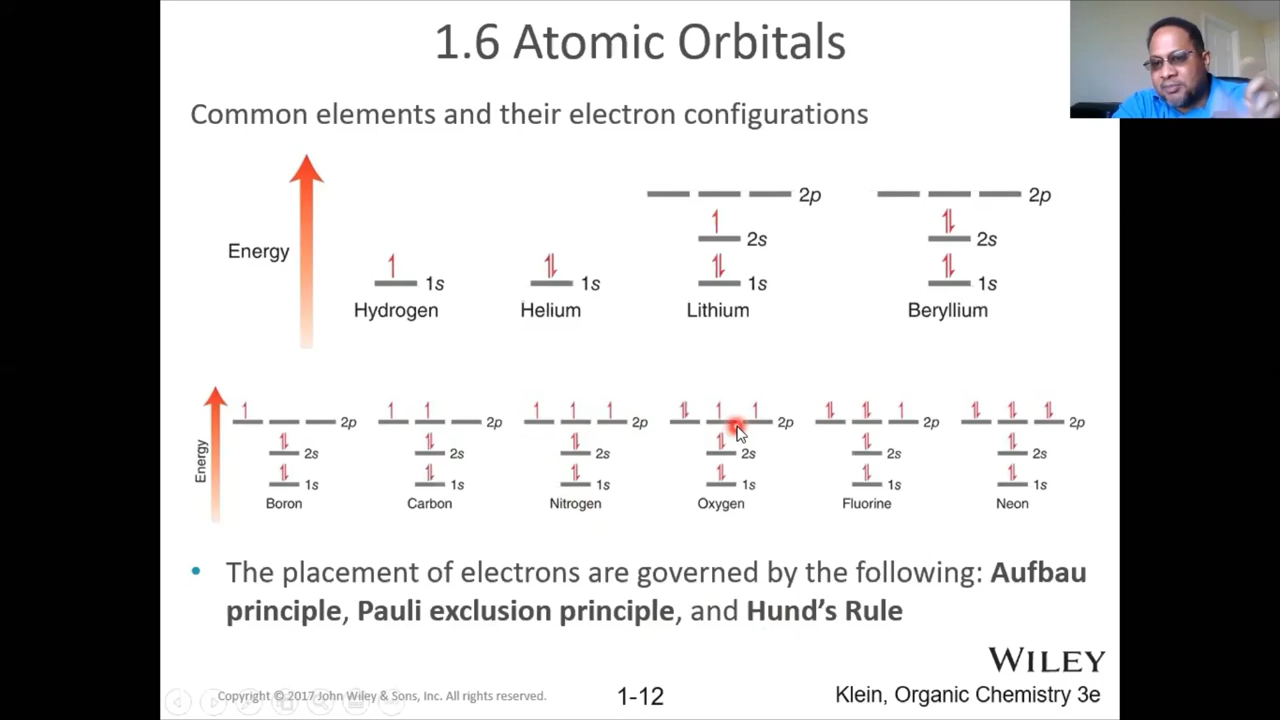 1.6 Atomic Orbitals
Common elements and their electron configurations
Energy
1s
Hydrogen
1s
Helium
2p
2s
1s
Lithium
2p
2s
1s
Beryllium
Energy
2p
2s
1s
Boron
2p
2s
1s
Carbon
2p
2s
1s
Nitrogen
2p
2s
1s
Oxygen
2p
2s
1s
Fluorine
2p
2s
1s
Neon
• The placement of electrons are governed by the following: Aufbau
principle, Pauli exclusion principle, and Hund’s Rule
WILEY
Copyright © 2017 John Wiley & Sons, Inc. All rights reserved.
1-12
Klein, Organic Chemistry 3e